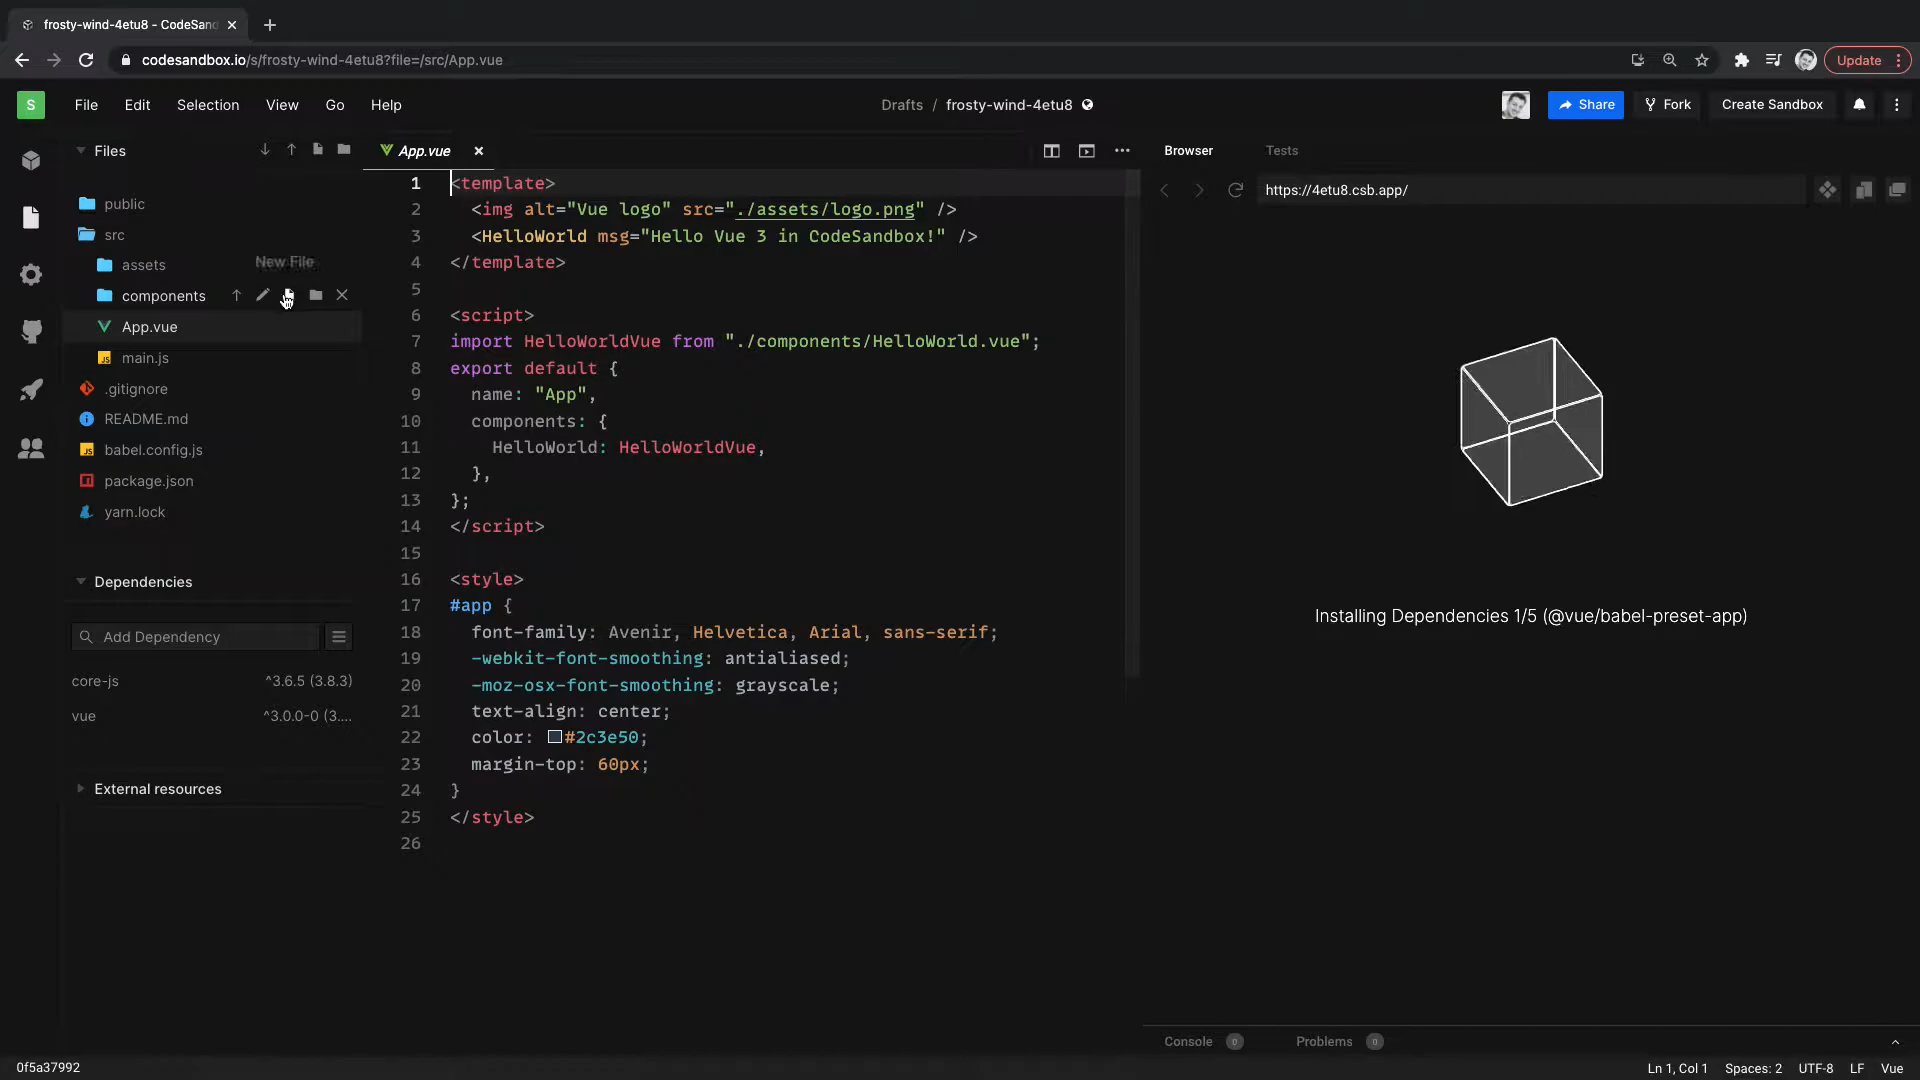 frosty-wind-4etu8 - CodeSand
codesandbox.io/s/frosty-wind-4etu8?file=/src/App.vue
Update
S
File Edit Selection View Go Help
Drafts / frosty-wind-4etu8
Share
Fork
Create Sandbox
Files
public
src
assets
New File
components
App.vue
main.js
.gitignore
README.md
babel.config.js
package.json
yarn.lock
Dependencies
Add Dependency
core-js ^3.6.5 (3.8.3)
vue ^3.0.0-0 (3....
External resources
App.vue
1 <template>
2 <img alt="Vue logo" src="./assets/logo.png" />
3 <HelloWorld msg="Hello Vue 3 in CodeSandbox!" />
4 </template>
5
6 <script>
7 import HelloWorldVue from "./components/HelloWorld.vue";
8 export default {
9 name: "App",
10 components: {
11 HelloWorld: HelloWorldVue,
12 },
13 };
14 </script>
15
16 <style>
17 #app {
18 font-family: Avenir, Helvetica, Arial, sans-serif;
19 -webkit-font-smoothing: antialiased;
20 -moz-osx-font-smoothing: grayscale;
21 text-align: center;
22 color: #2c3e50;
23 margin-top: 60px;
24 }
25 </style>
26
Browser Tests
https://4etu8.csb.app/
Installing Dependencies 1/5 (@vue/babel-preset-app)
Console 0 Problems 0
0f5a37992
Ln 1, Col 1 Spaces: 2 UTF-8 LF Vue